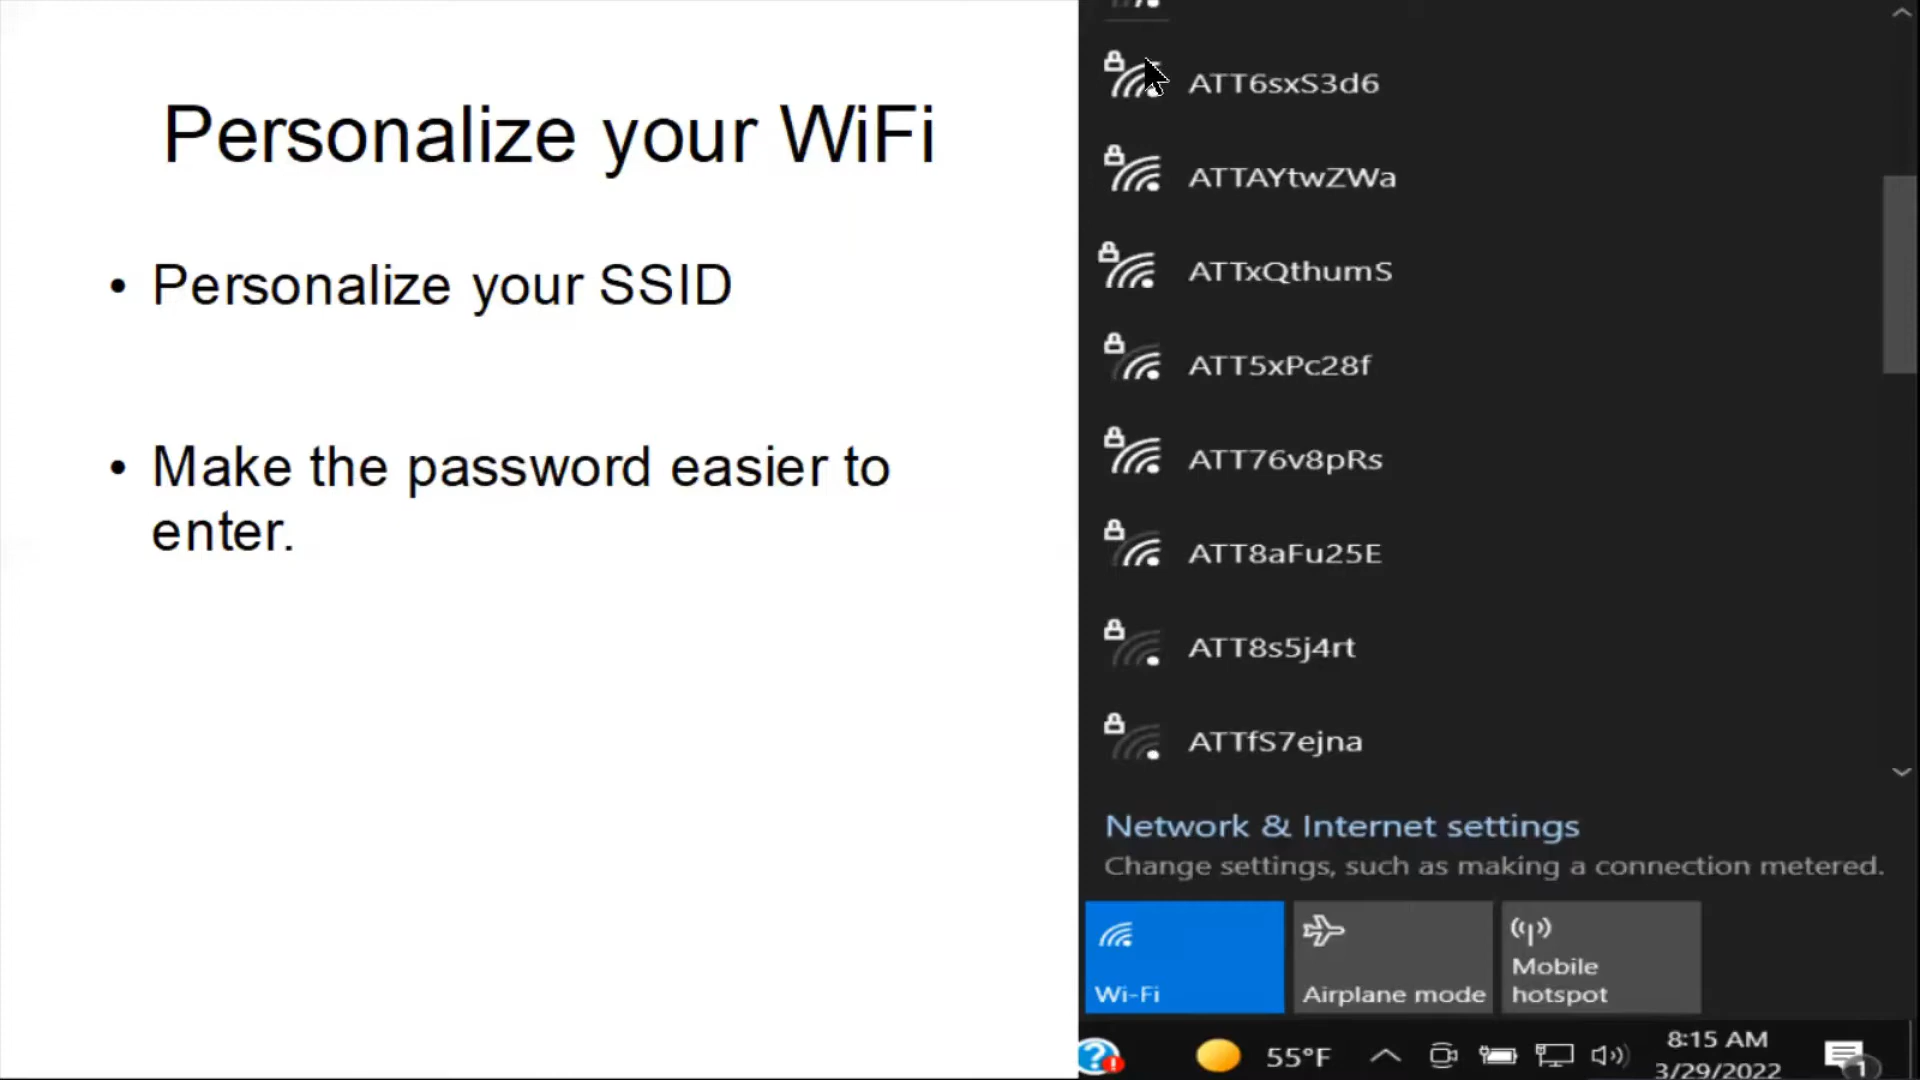 Personalize your WiFi
• Personalize your SSID
• Make the password easier to
enter.
ATT6sxS3d6
ATTAYtwZWa
ATTxQthumS
ATT5xPc28f
ATT76v8pRs
ATT8aFu25E
ATT8s5j4rt
ATTfS7ejna
Network & Internet settings
Change settings, such as making a connection metered.
Wi-Fi
Airplane mode
Mobile
hotspot
55°F
8:15 AM
3/29/2022
1